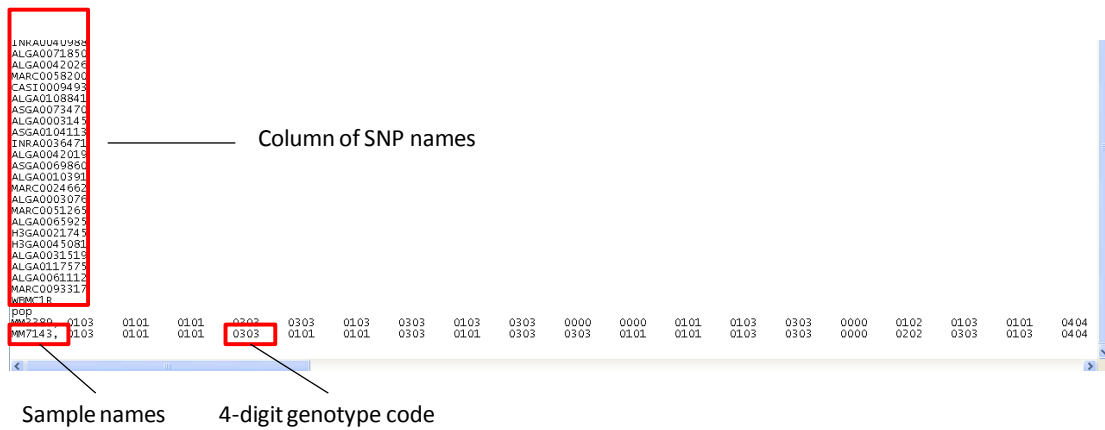 INRA0040988
ALGA0071850
ALGA0042026
MARC0058200
CASI0009493
ALGA0108841
ASGA0073470
ALGA0003145
ASGA0104113
INRA0036471
ALGA0042019
ASGA0069860
ALGA0010391
MARC0024662
ALGA0003076
MARC0051265
ALGA0065925
H3GA0021745
H3GA0045081
ALGA0031519
ALGA0117575
ALGA0061112
MARC0093317
WBMC1R
Column of SNP names
pop
MM3389, 0103 0101 0101 0303 0303 0103 0303 0103 0303 0000 0000 0101 0103 0303 0000 0102 0103 0101 0404
MM7143, 0103 0101 0101 0303 0101 0101 0303 0101 0303 0303 0101 0101 0103 0303 0000 0202 0303 0103 0404
Sample names 4-digit genotype code